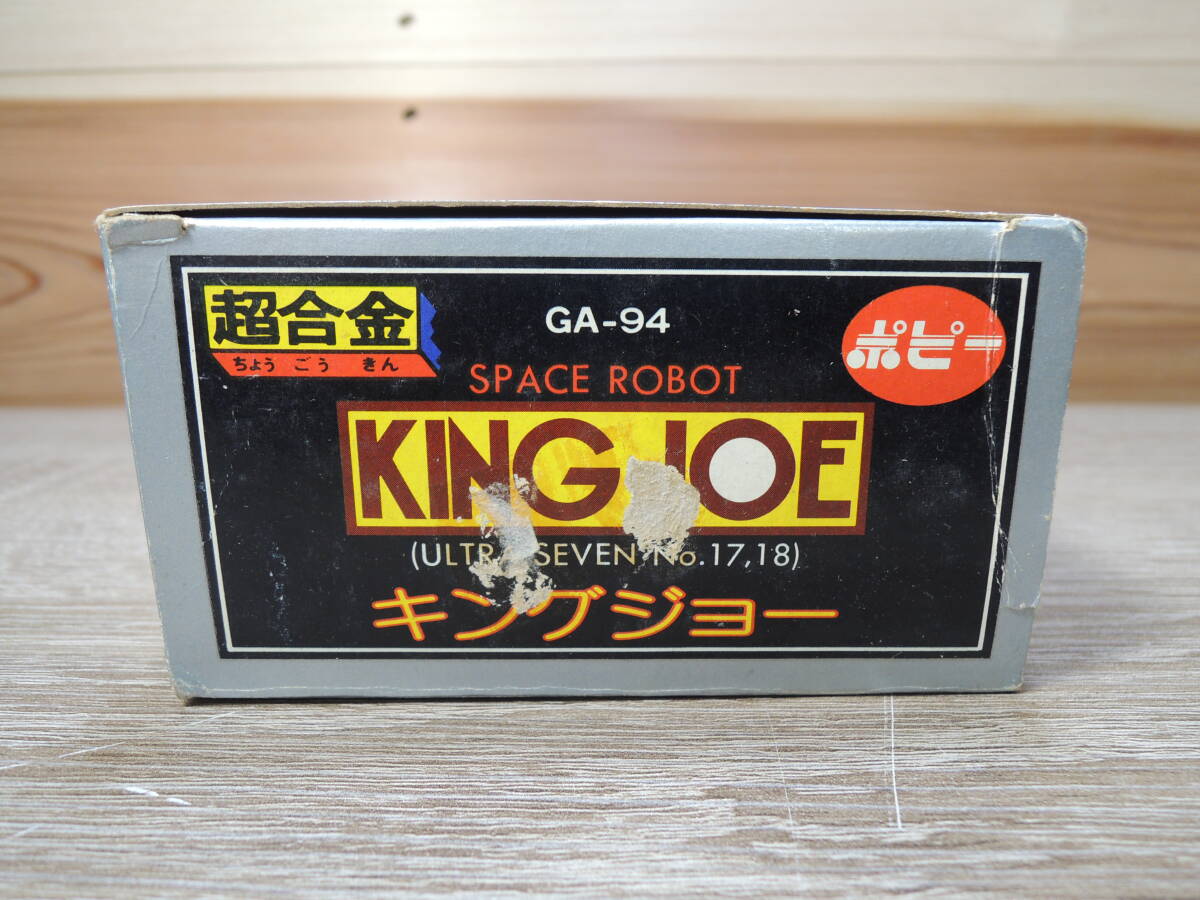 超合金
ちょう ごう きん
GA-94
ポピー
SPACE ROBOT
KING JOE
(ULTRA SEVEN No.17,18)
キングジョー